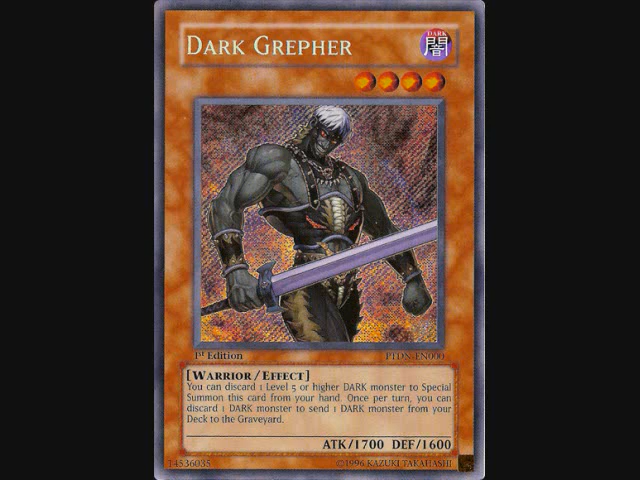 DARK GREPHER
DARK
闇
1st Edition
PTDN-EN000
[WARRIOR/EFFECT]
You can discard 1 Level 5 or higher DARK monster to Special
Summon this card from your hand. Once per turn, you can
discard 1 DARK monster to send 1 DARK monster from your
Deck to the Graveyard.
ATK/1700 DEF/1600
14536035
©1996 KAZUKI TAKAHASHI